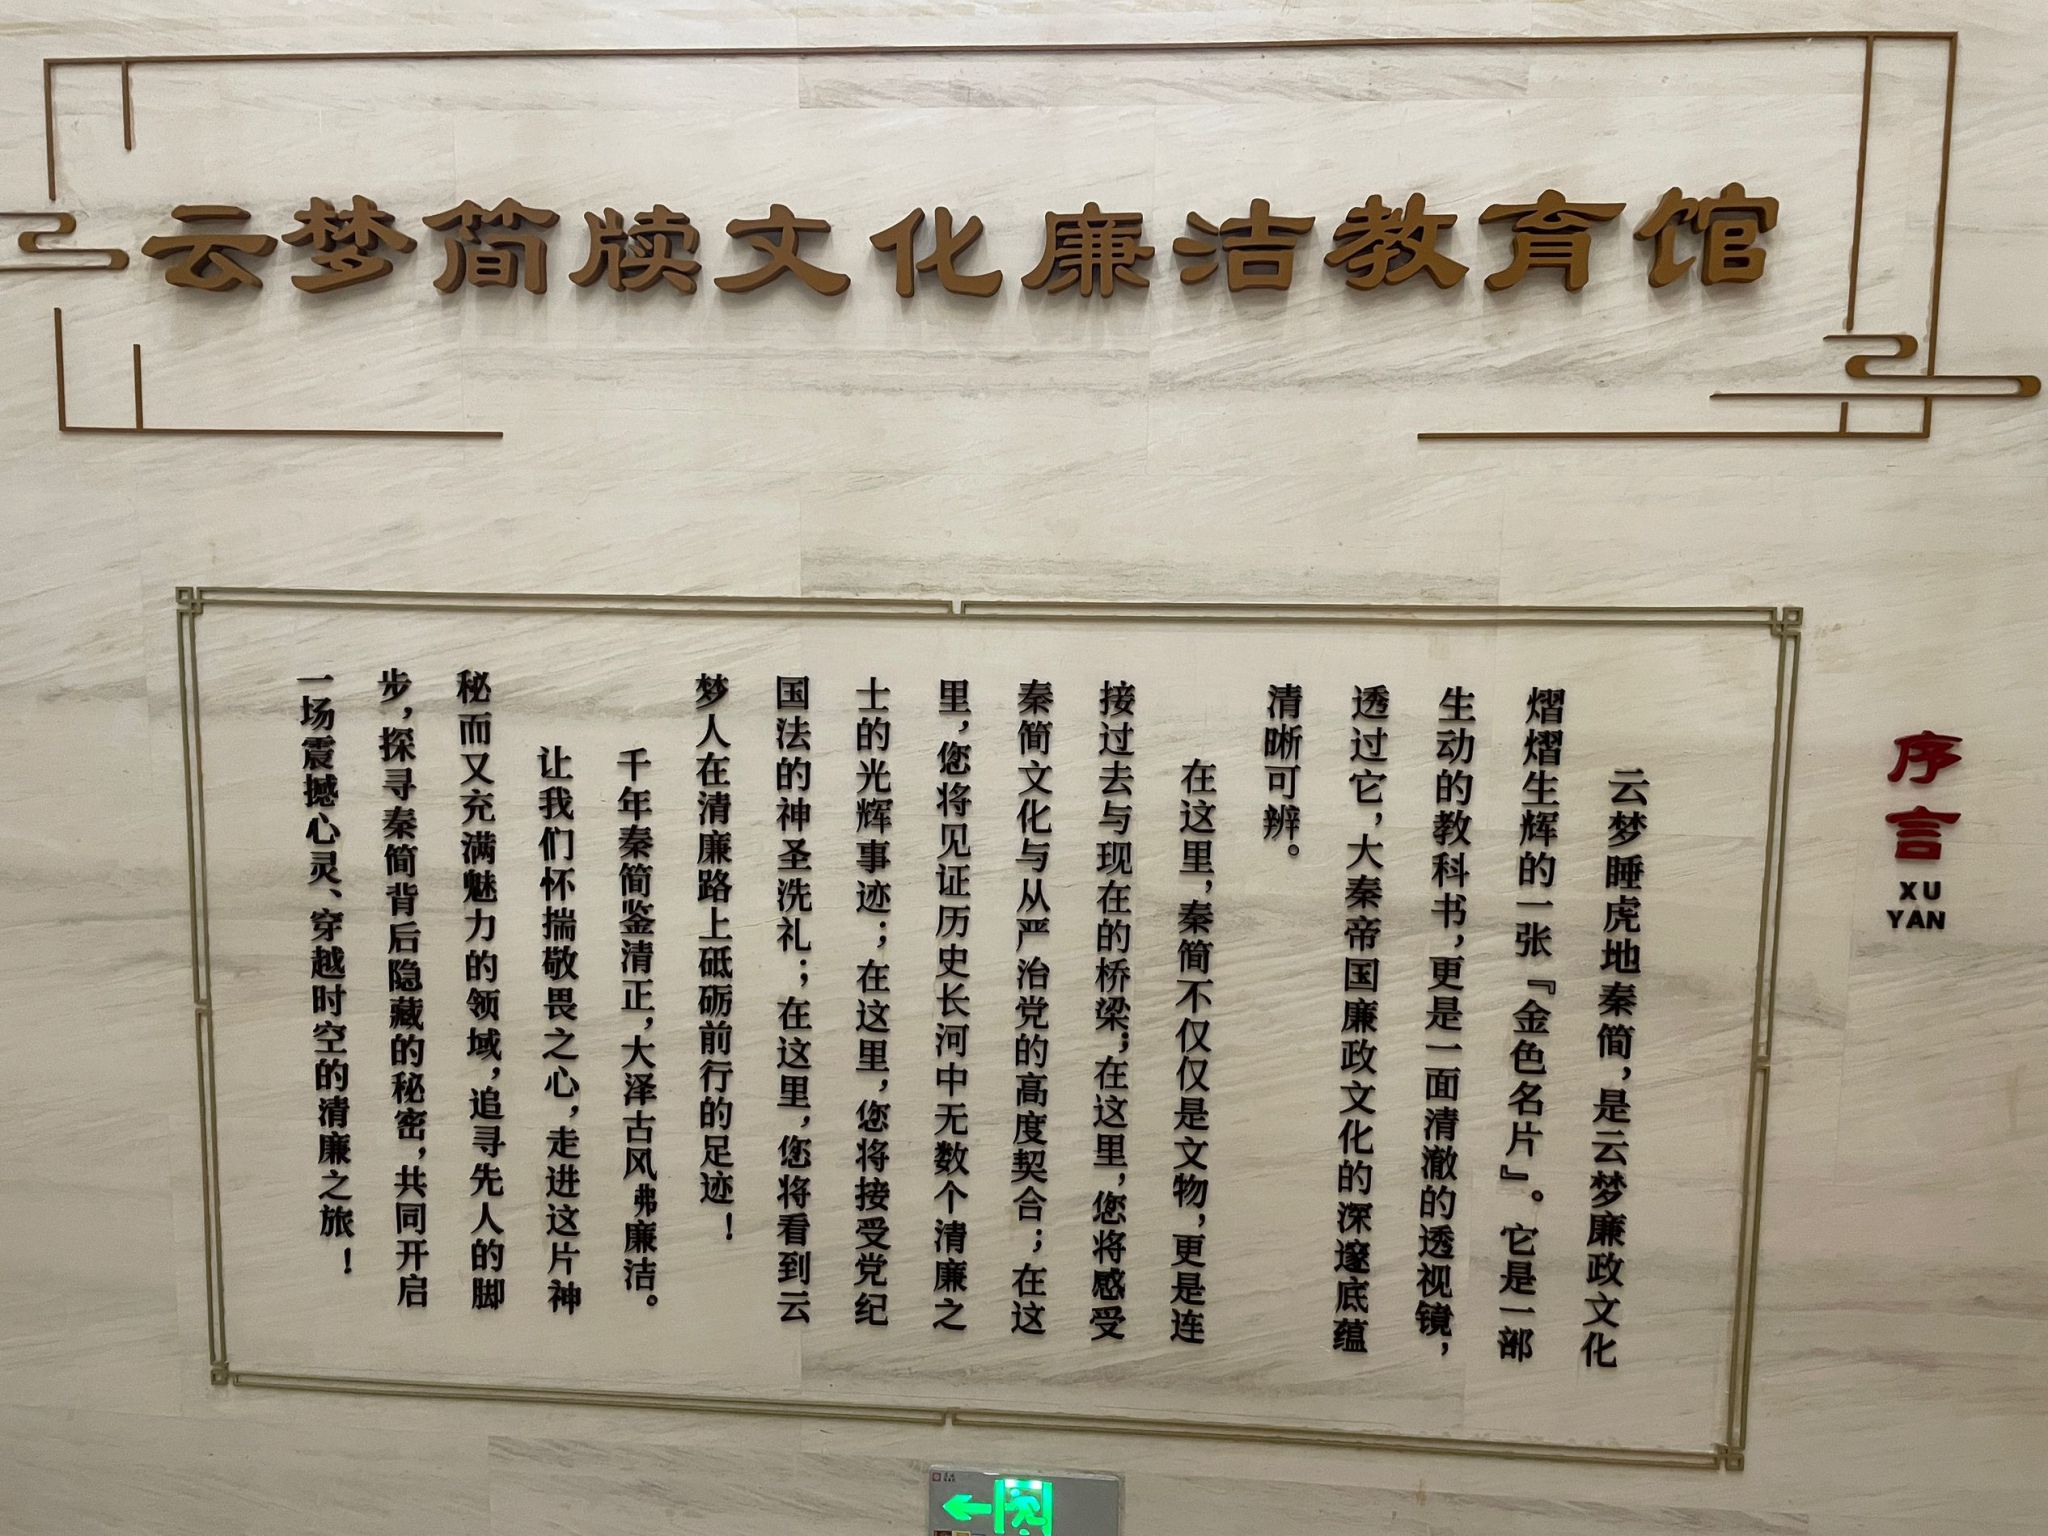 云梦简牍文化廉洁教育馆
序言
XU
YAN
云梦睡虎地秦简，是云梦廉政文化
熠熠生辉的一张『金色名片』。它是一部
生动的教科书，更是一面清澈的透视镜，
透过它，大秦帝国廉政文化的深邃底蕴
清晰可辨。
在这里，秦简不仅仅是文物，更是连
接过去与现在的桥梁；在这里，您将感受
秦简文化与从严治党的高度契合；在这
里，您将见证历史长河中无数个清廉之
士的光辉事迹；在这里，您将接受党纪
国法的神圣洗礼；在这里，您将看到云
梦人在清廉路上砥砺前行的足迹！
千年秦简鉴清正，大泽古风弗廉洁。
让我们怀揣敬畏之心，走进这片神
秘而又充满魅力的领域，追寻先人的脚
步，探寻秦简背后隐藏的秘密，共同开启
一场震撼心灵、穿越时空的清廉之旅！